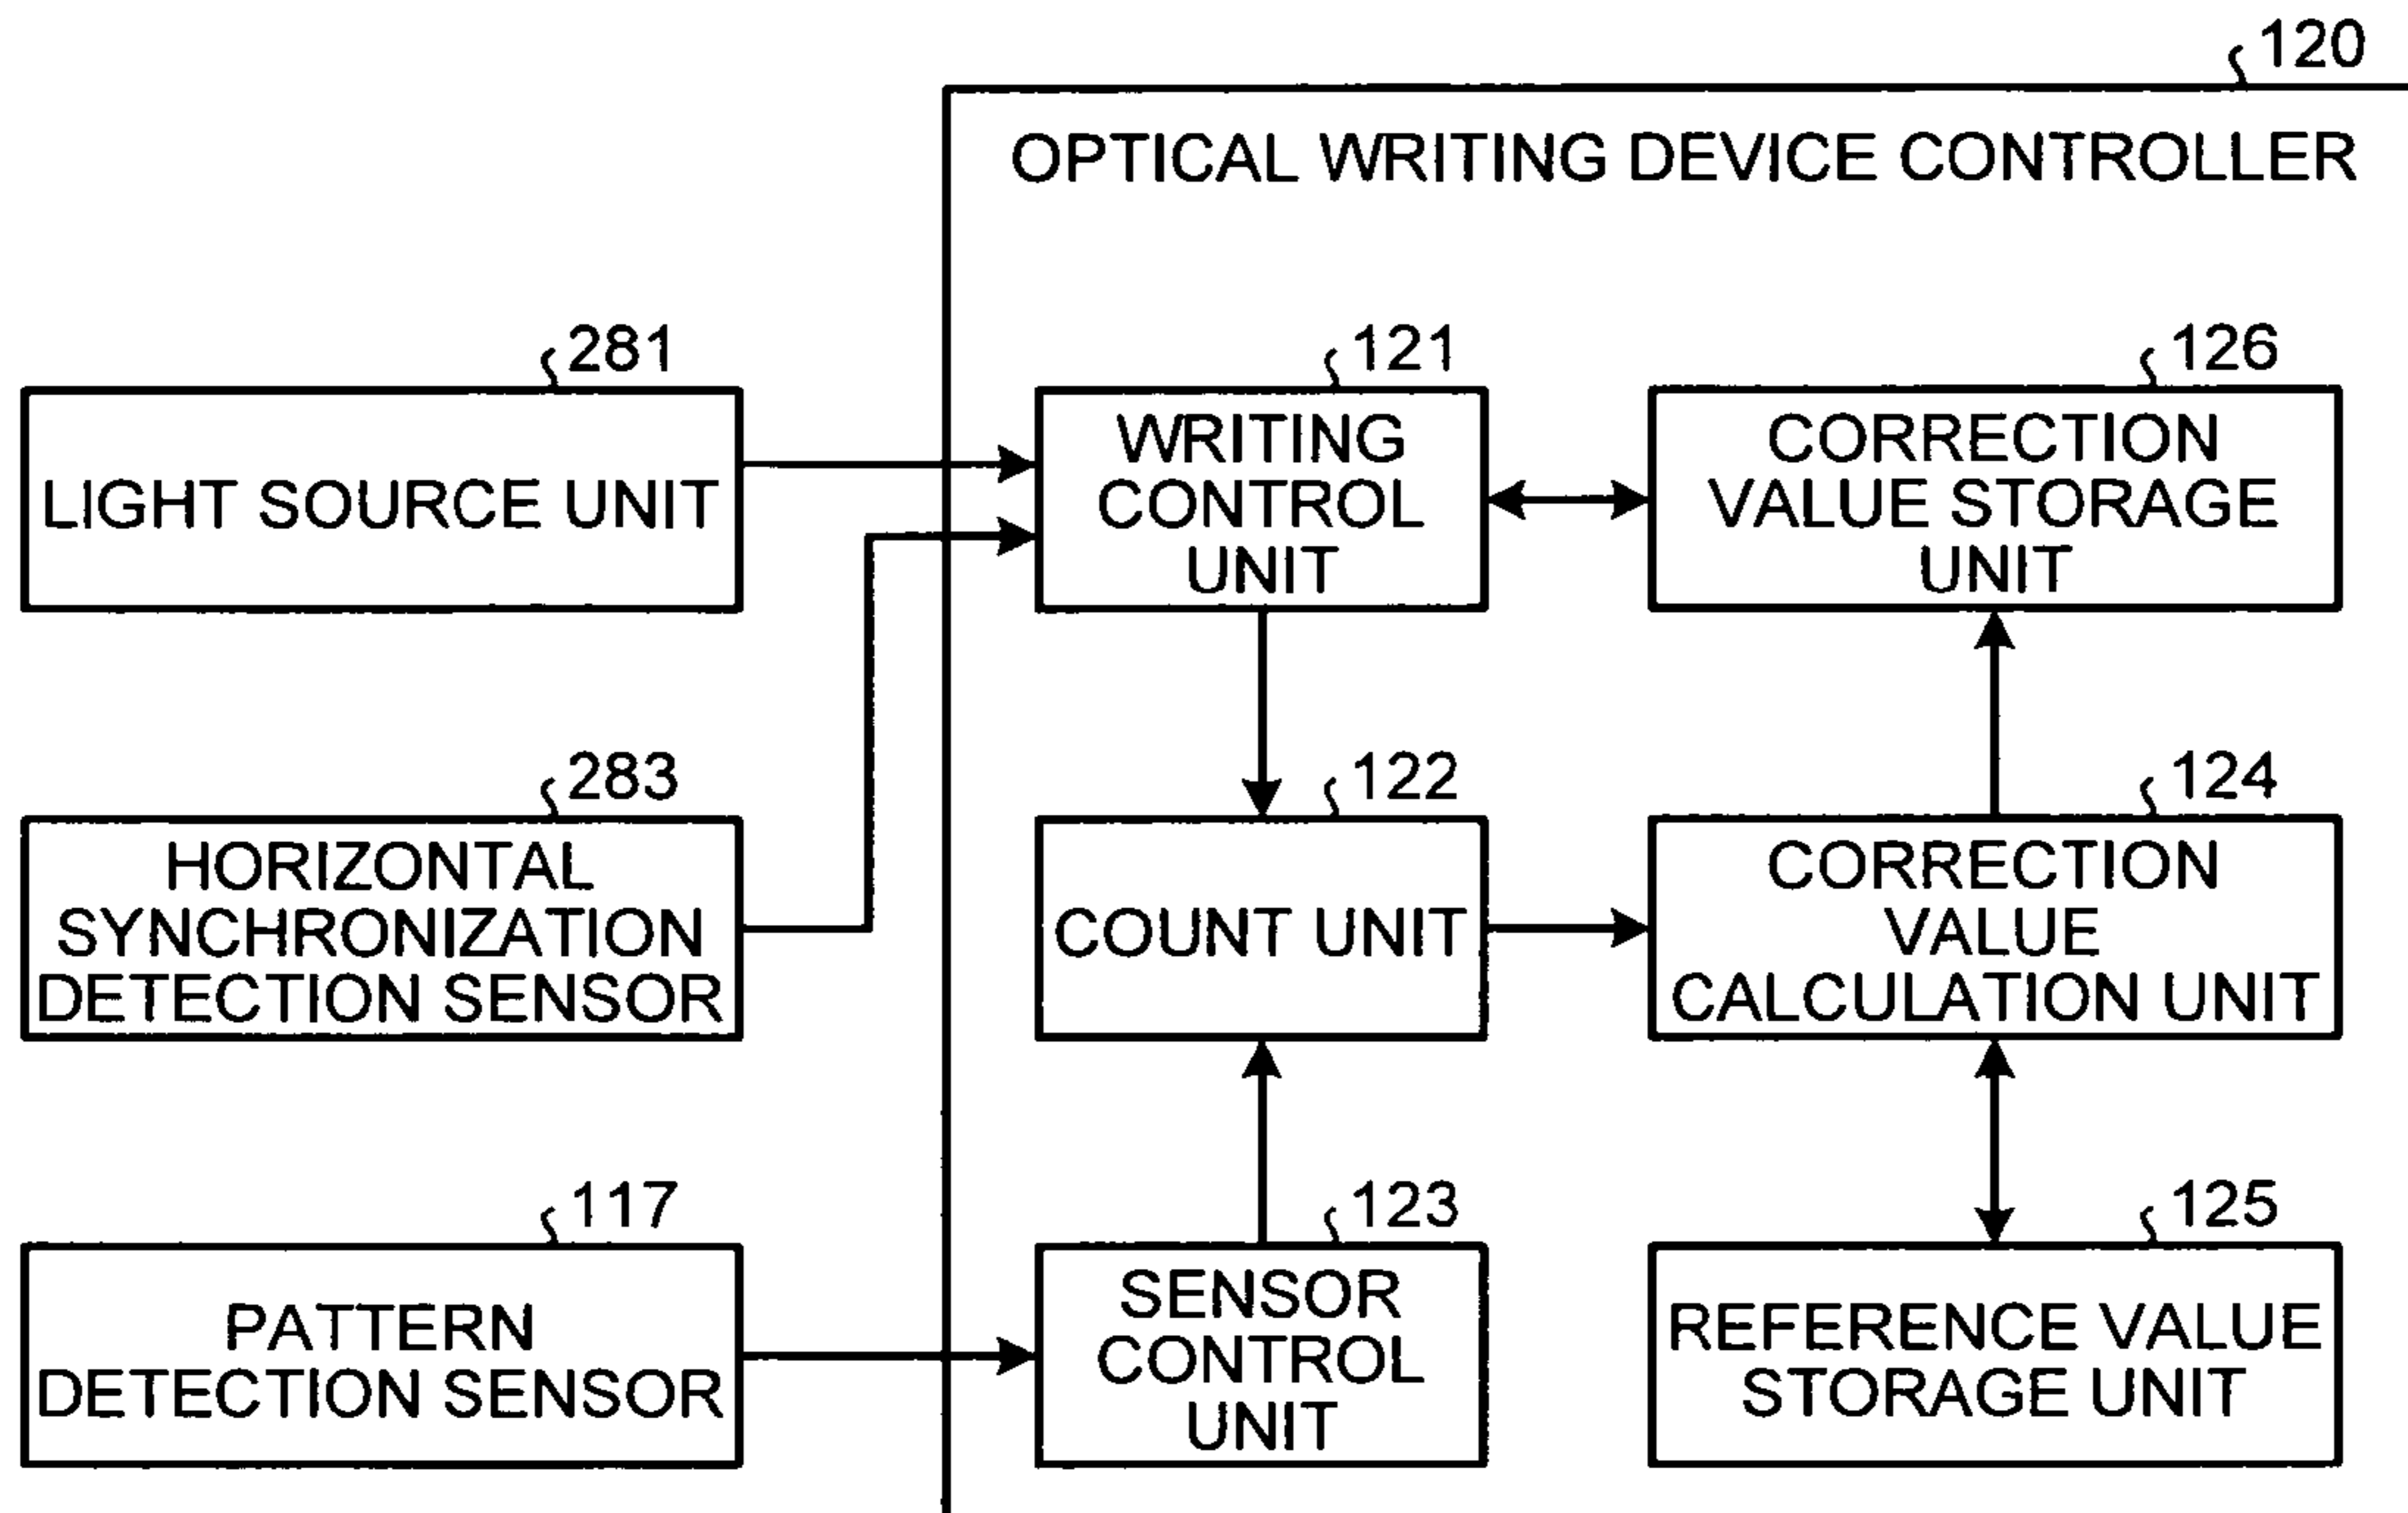 120
OPTICAL WRITING DEVICE CONTROLLER
281
LIGHT SOURCE UNIT
121
WRITING
CONTROL
UNIT
126
CORRECTION
VALUE STORAGE
UNIT
283
HORIZONTAL
SYNCHRONIZATION
DETECTION SENSOR
122
COUNT UNIT
124
CORRECTION
VALUE
CALCULATION UNIT
117
PATTERN
DETECTION SENSOR
123
SENSOR
CONTROL
UNIT
125
REFERENCE VALUE
STORAGE UNIT